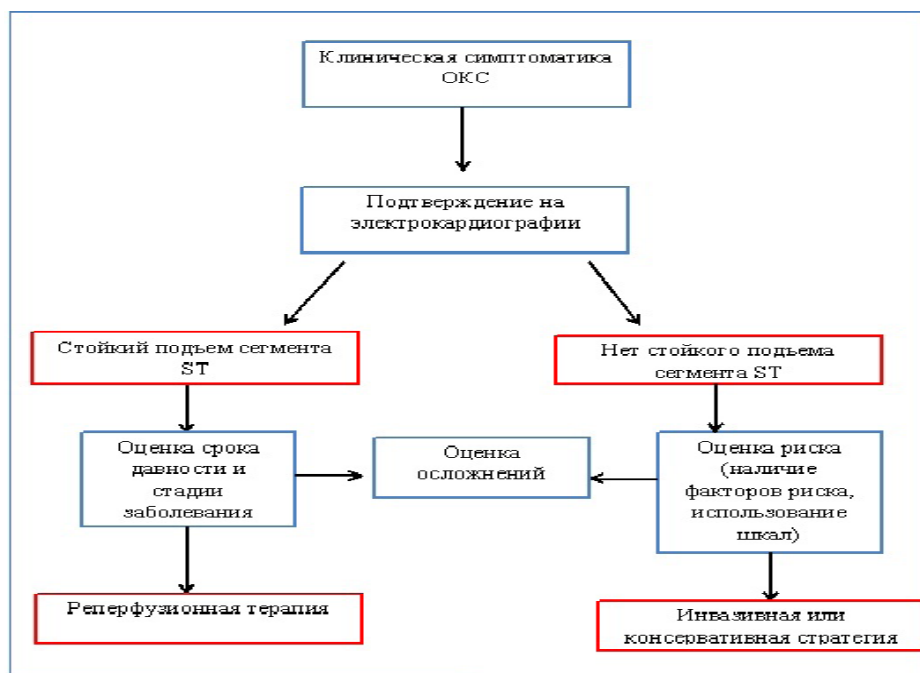 Клиническая симптоматика
ОКС
Подтверждение на
электрокардиографии
Стойкий подъем сегмента
ST
Нет стойкого подъема
сегмента ST
Оценка срока
давности и
стадии
заболевания
Оценка
осложнений
Оценка риска
(наличие
факторов риска,
использование
шкал)
Реперфузионная терапия
Инвазивная или
консервативная стратегия